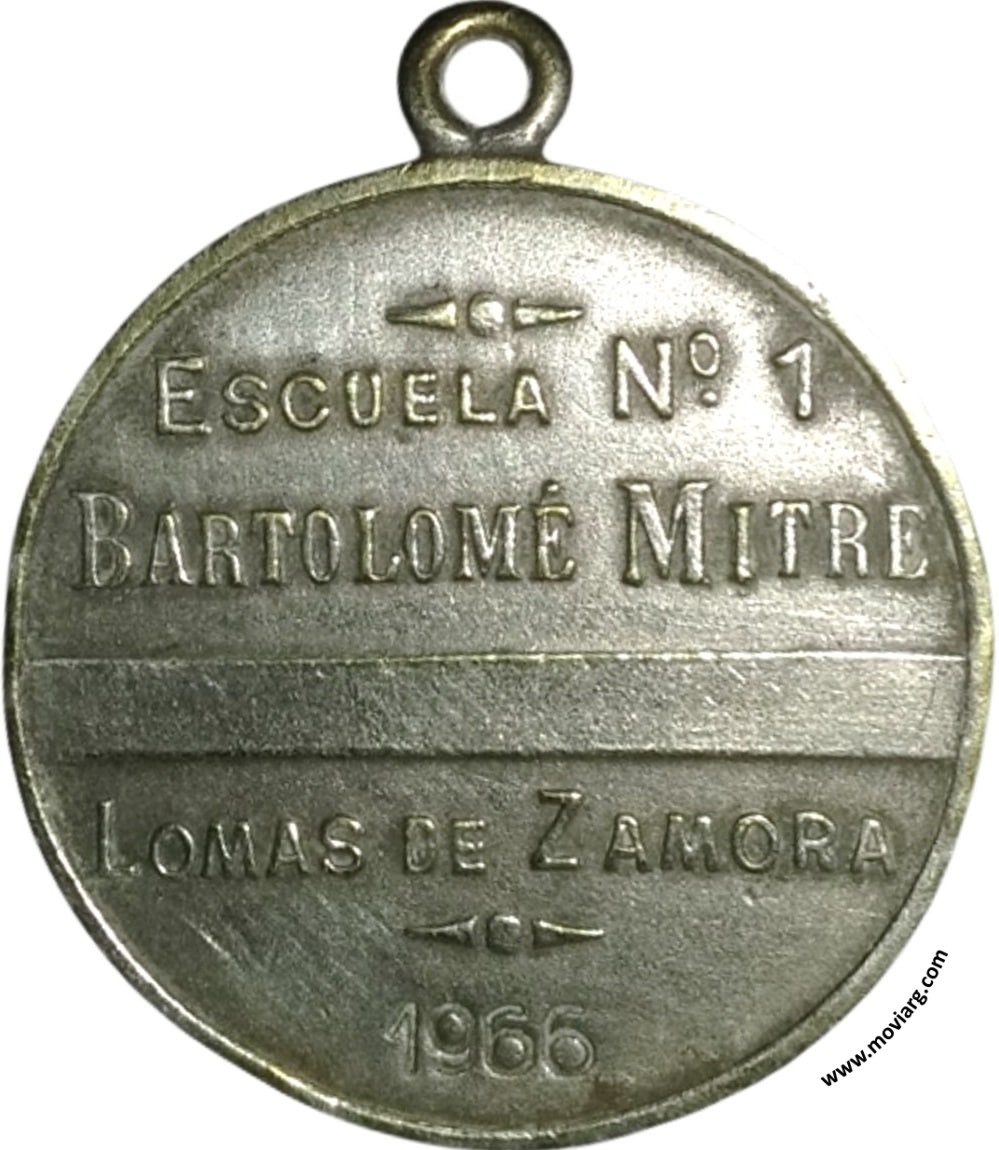 ESCUELA Nº 1
BARTOLOMÉ MITRE
LOMAS DE ZAMORA
1966
www.moviarg.com